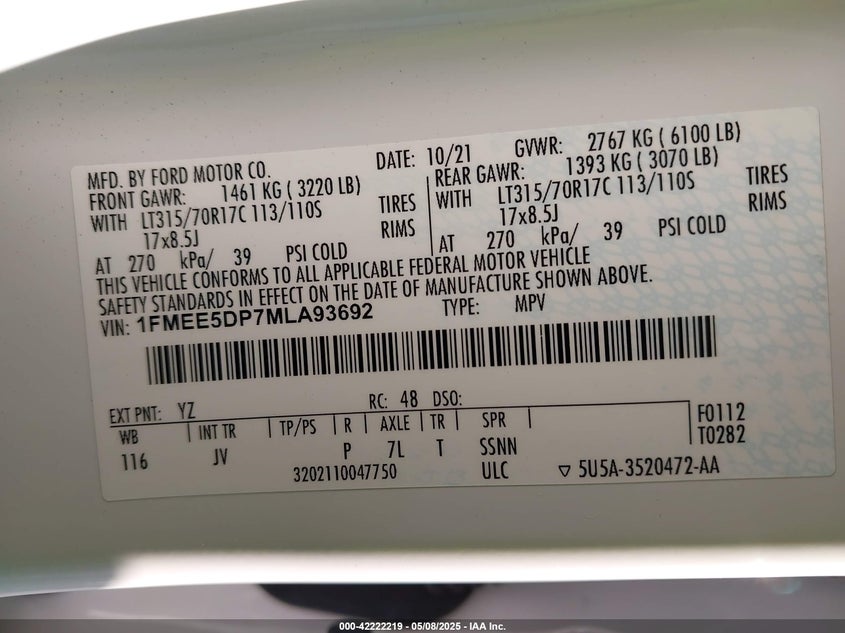 MFD. BY FORD MOTOR CO. DATE: 10/21 GVWR: 2767 KG ( 6100 LB)
FRONT GAWR: 1461 KG ( 3220 LB) REAR GAWR: 1393 KG ( 3070 LB)
WITH LT315/70R17C 113/110S TIRES WITH LT315/70R17C 113/110S TIRES
17x8.5J RIMS 17x8.5J RIMS
AT 270 kPa/ 39 PSI COLD AT 270 kPa/ 39 PSI COLD
THIS VEHICLE CONFORMS TO ALL APPLICABLE FEDERAL MOTOR VEHICLE
SAFETY STANDARDS IN EFFECT ON THE DATE OF MANUFACTURE SHOWN ABOVE.
VIN: 1FMEE5DP7MLA93692 TYPE: MPV
EXT PNT: YZ RC: 48 DSO:
WB INT TR TP/PS R AXLE TR SPR F0112
116 JV P 7L T SSNN T0282
3202110047750 ULC ▽ 5U5A-3520472-AA
000-42222219 - 05/08/2025 - IAA Inc.